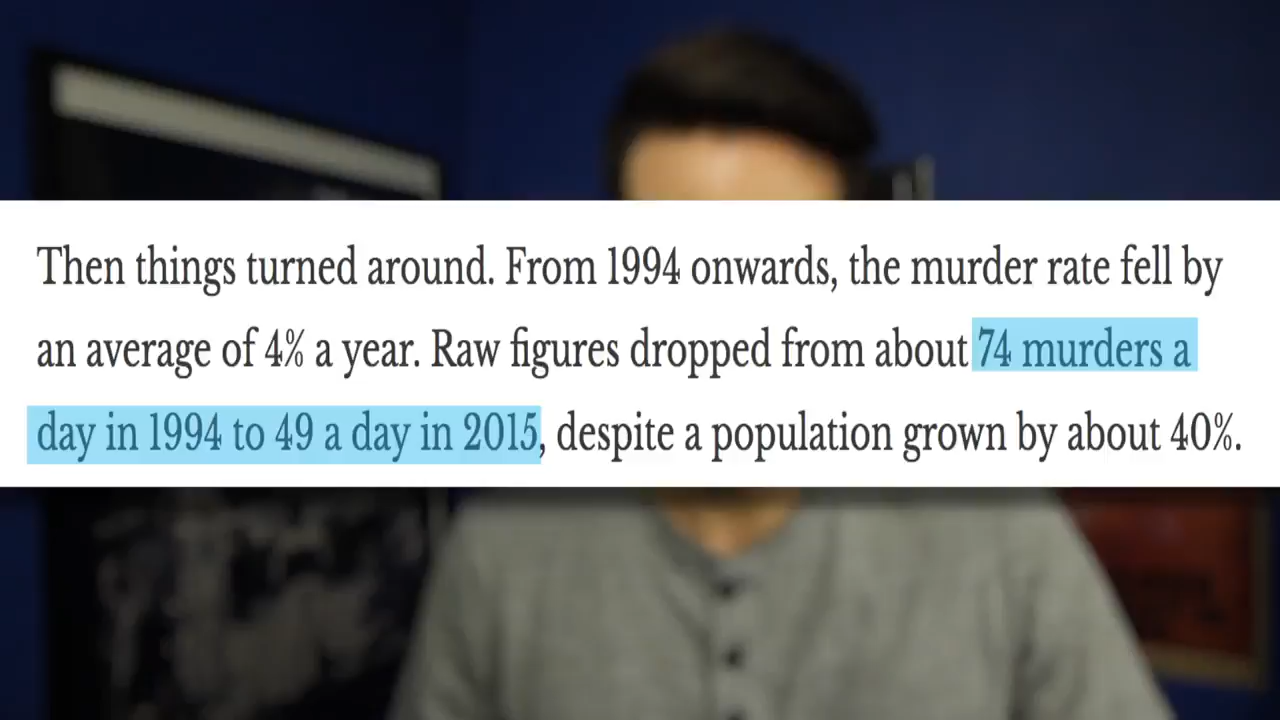 Then things turned around. From 1994 onwards, the murder rate fell by
an average of 4% a year. Raw figures dropped from about 74 murders a
day in 1994 to 49 a day in 2015, despite a population grown by about 40%.